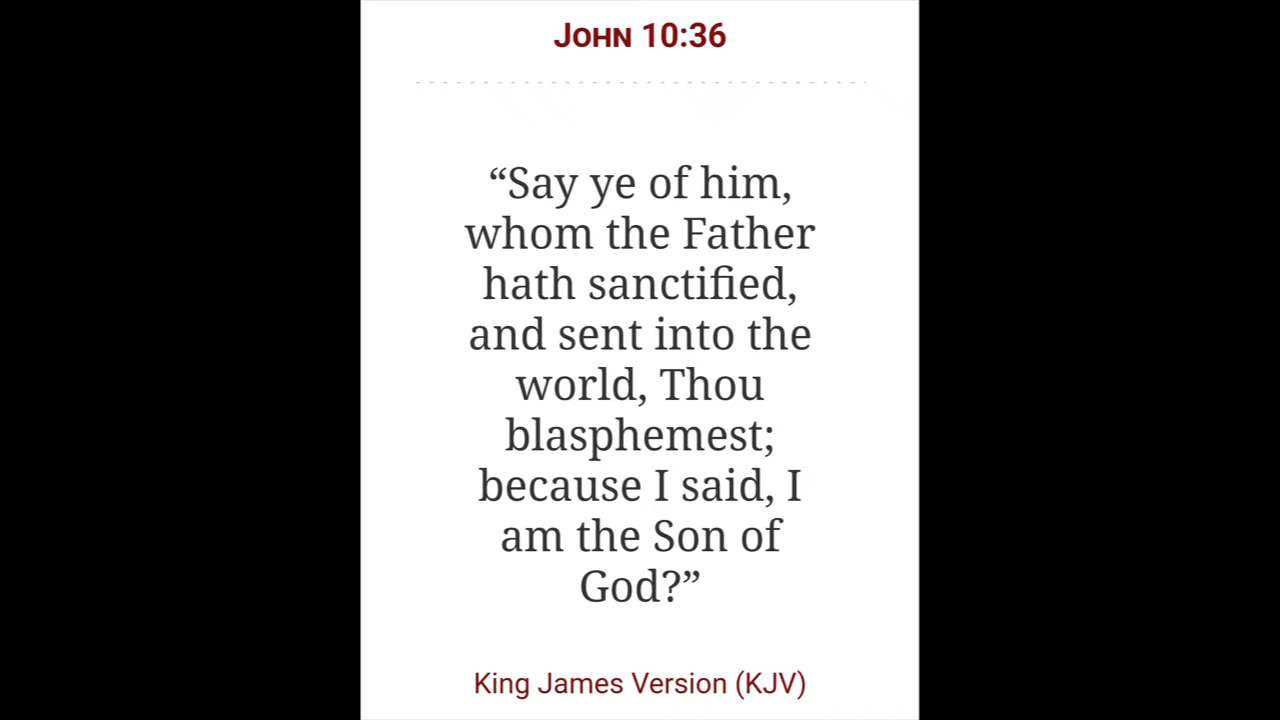 John 10:36
“Say ye of him,
whom the Father
hath sanctified,
and sent into the
world, Thou
blasphemest;
because I said, I
am the Son of
God?”
King James Version (KJV)